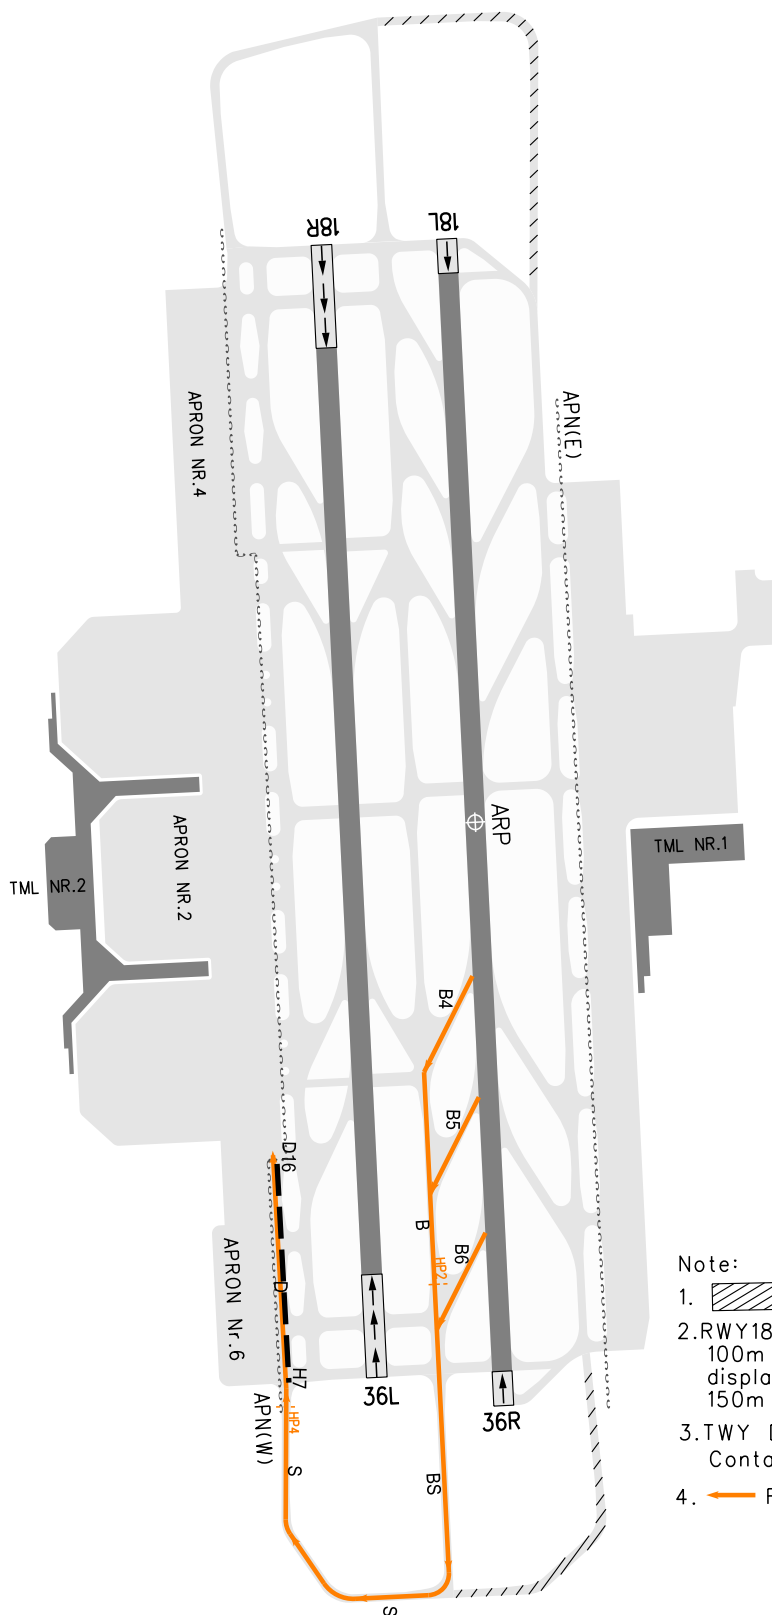 18R
18L
APRON NR.4
APN(E)
ARP
TML NR.1
APRON NR.2
TML NR.2
B4
B5
D16
B
B6
HP2
D
APRON Nr.6
H7
36L
36R
HP4
APN(W)
S
BS
S
Note:
1.
2.RWY18
100m
displa
150m
3.TWY
Conta
4.